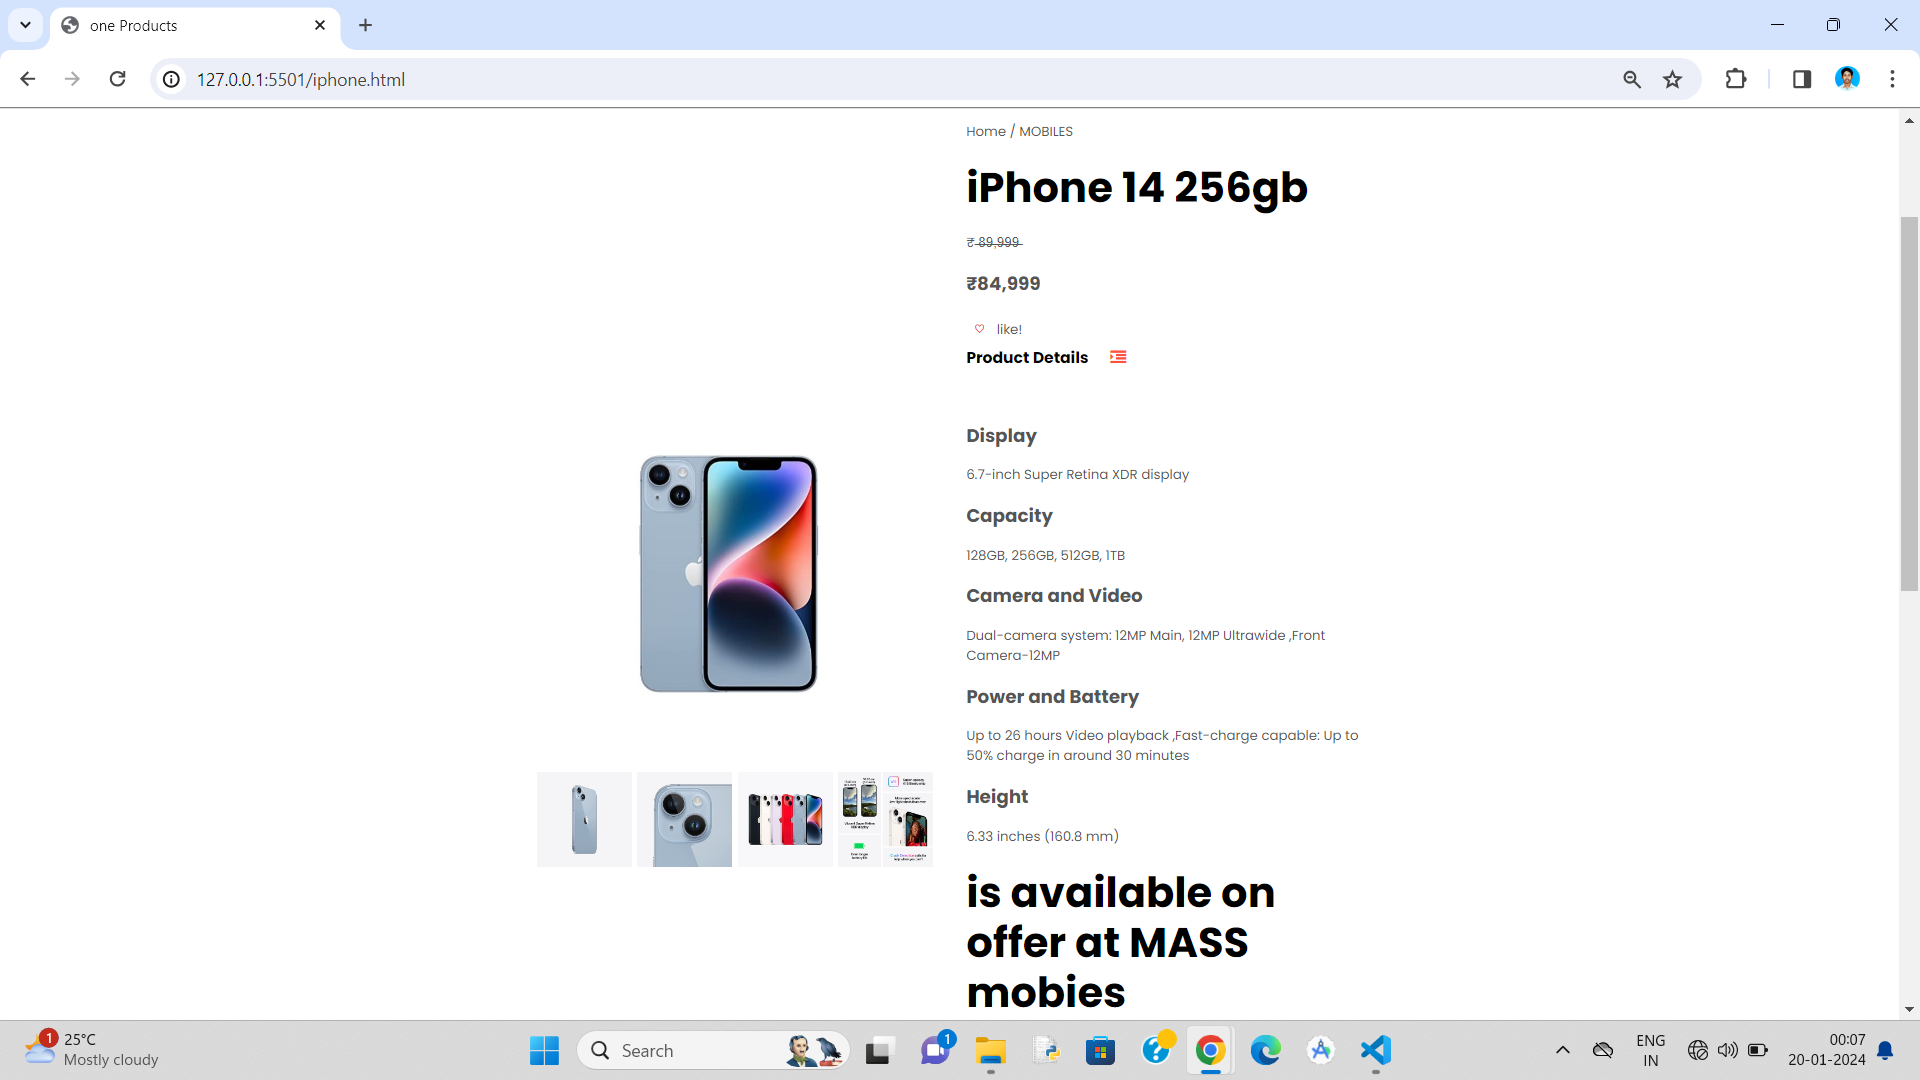 one Products
127.0.0.1:5501/iphone.html
Home / MOBILES
iPhone 14 256gb
₹ 89,999
₹84,999
like!
Product Details
Display
6.7-inch Super Retina XDR display
Capacity
128GB, 256GB, 512GB, 1TB
Camera and Video
Dual-camera system: 12MP Main, 12MP Ultrawide ,Front
Camera-12MP
Power and Battery
Up to 26 hours Video playback ,Fast-charge capable: Up to
50% charge in around 30 minutes
Height
6.33 inches (160.8 mm)
is available on
offer at MASS
mobies
1
25°C
Mostly cloudy
Search
1
ENG
IN
00:07
20-01-2024